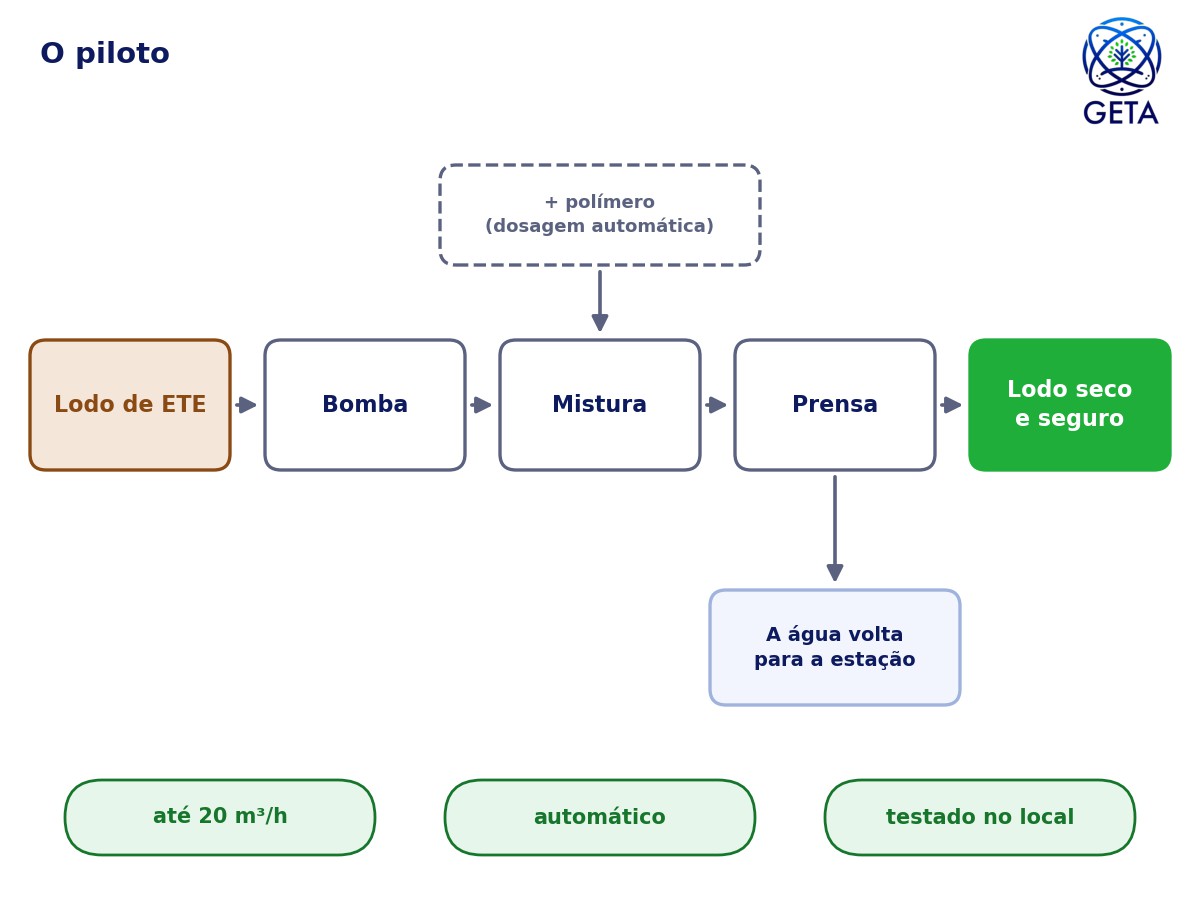 O piloto
GETA
+ polímero
(dosagem automática)
Lodo de ETE
Bomba
Mistura
Prensa
Lodo seco
e seguro
A água volta
para a estação
até 20 m³/h
automático
testado no local